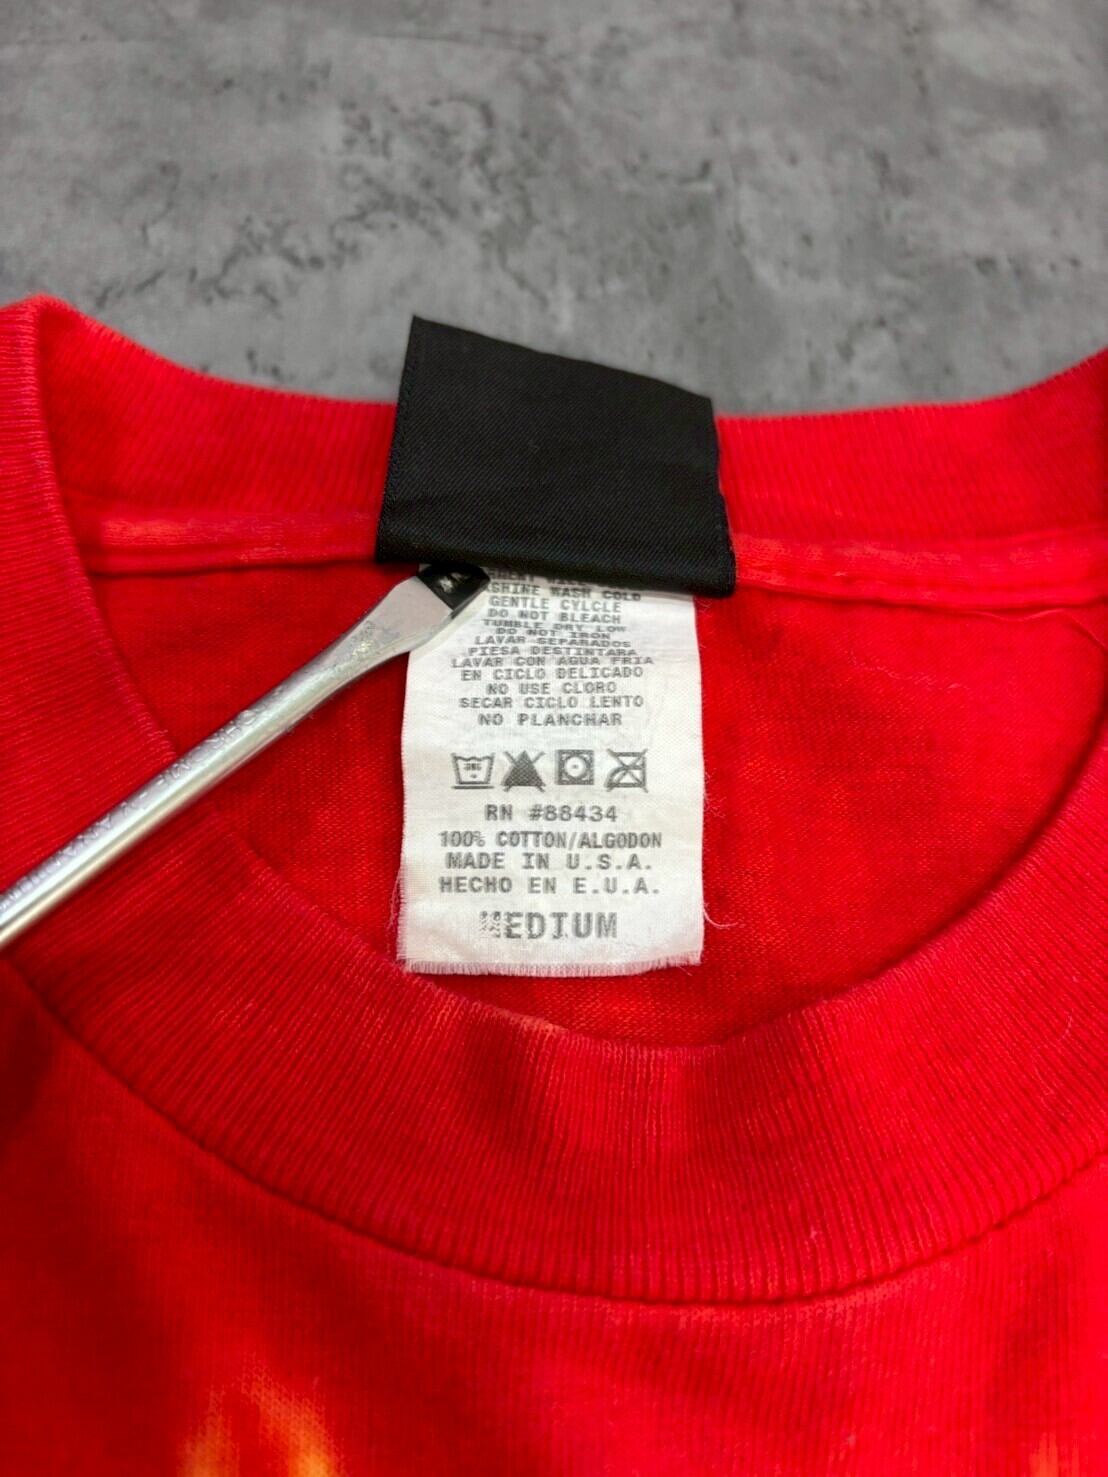 WASH COLD
GENTLE CYLCLE
DO NOT BLEACH
TUMBLE DRY LOW
DO NOT IRON
LAVAR SEPARADOS
PIESA DESTINTARA
LAVAR CON AGUA FRIA
EN CICLO DELICADO
NO USE CLORO
SECAR CICLO LENTO
NO PLANCHAR
RN #88434
100% COTTON/ALGODON
MADE IN U.S.A.
HECHO EN E.U.A.
MEDIUM